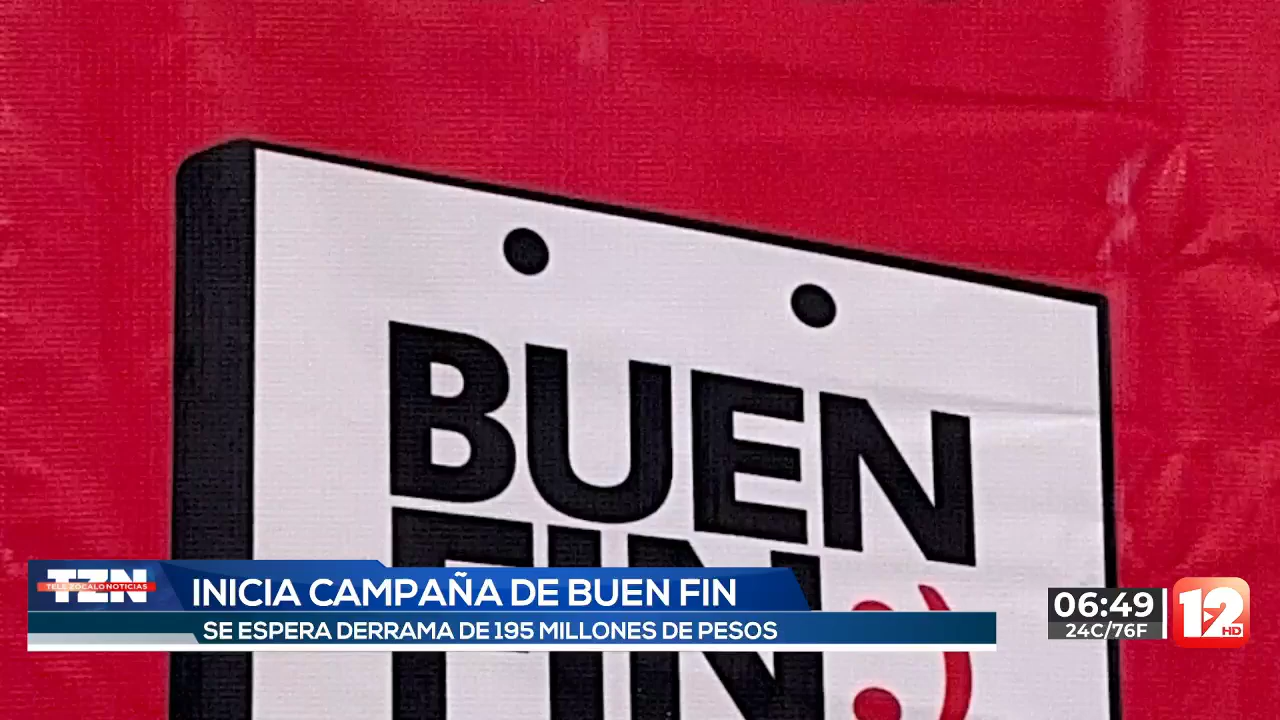 BUEN
FIN:)
TZN
TELE ZOCALO NOTICIAS
INICIA CAMPAÑA DE BUEN FIN
SE ESPERA DERRAMA DE 195 MILLONES DE PESOS
06:49
24C/76F
12
HD